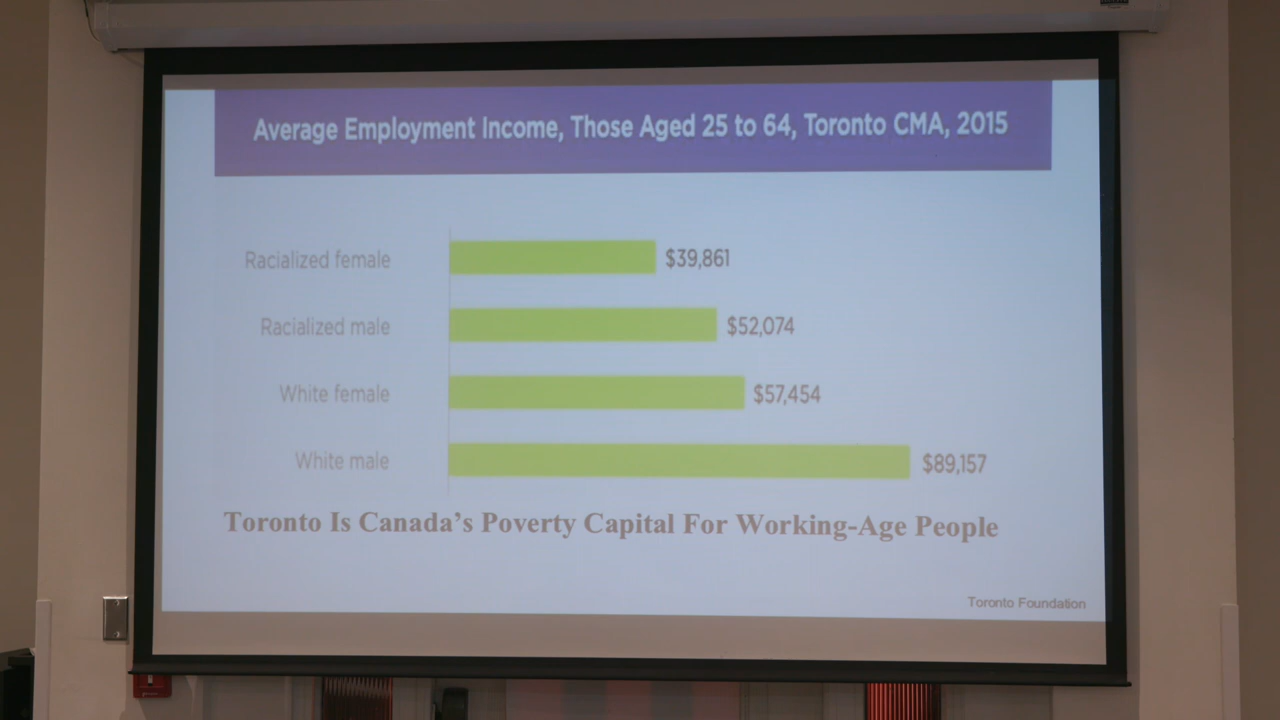 Average Employment Income, Those Aged 25 to 64, Toronto CMA, 2015
Racialized female $39,861
Racialized male $52,074
White female $57,454
White male $89,157
Toronto Is Canada's Poverty Capital For Working-Age People
Toronto Foundation